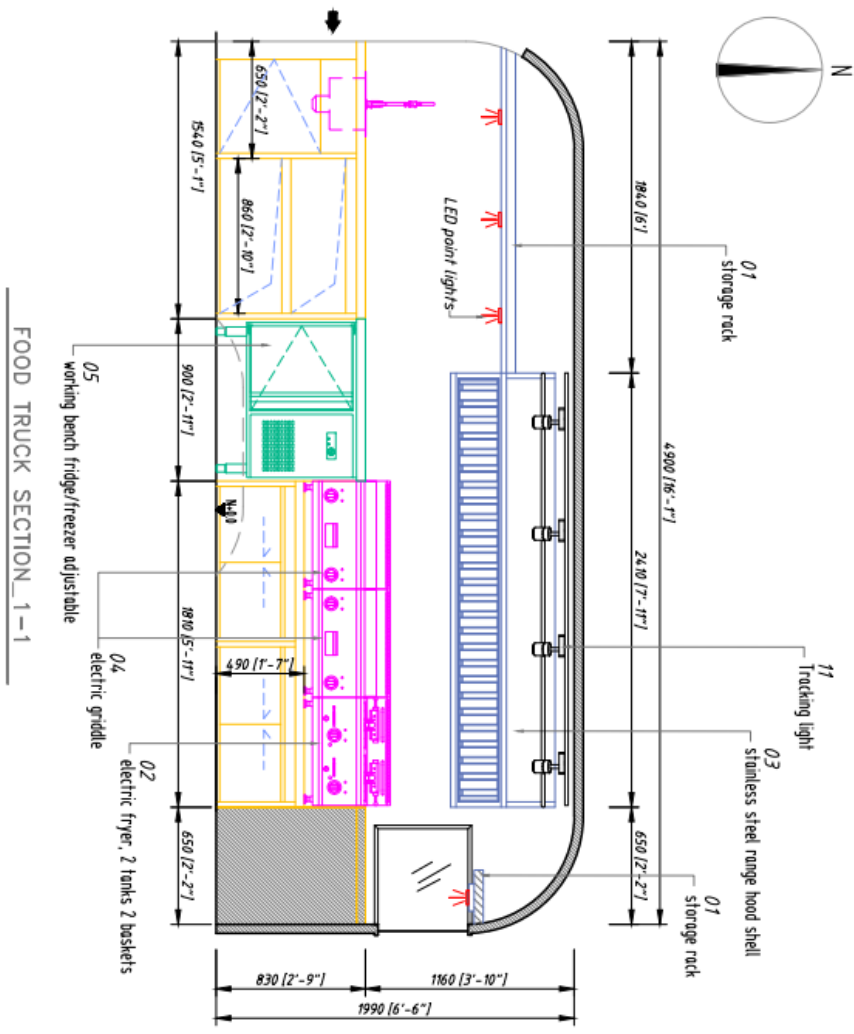 N
1840 [6']
2410 [7'-11"]
650 [2'-2"]
4900 [16'-1"]
01
storage rack
11
Tracking light
03
stainless steel range hood shell
01
storage rack
LED point lights
650 [2'-2"]
860 [2'-10"]
1540 [5'-1"]
900 [2'-11"]
1810 [5'-11"]
490 [1'-7"]
650 [2'-2"]
N+0.0
830 [2'-9"]
1160 [3'-10"]
1990 [6'-6"]
05
working bench fridge/freezer adjustable
04
electric griddle
02
electric fryer, 2 tanks 2 baskets
FOOD TRUCK SECTION_1-1